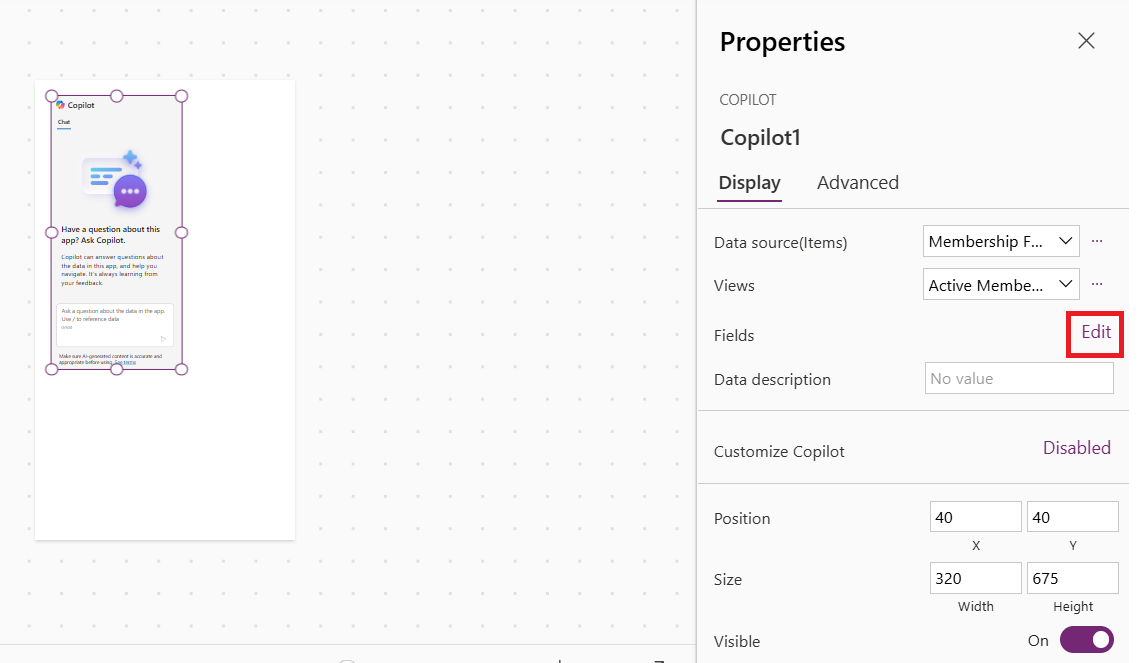 Copilot
Chat
Have a question about this
app? Ask Copilot.
Copilot can answer questions about
the data in this app, and help you
navigate. It's always learning from
your feedback.
Ask a question about the data in the app.
Use / to reference data
Make sure AI-generated content is accurate and
appropriate before using. See terms
Properties
COPILOT
Copilot1
Display Advanced
Data source(Items) Membership F... ...
Views Active Membe... ...
Fields Edit
Data description No value
Customize Copilot Disabled
Position 40 40
X Y
Size 320 675
Width Height
Visible On